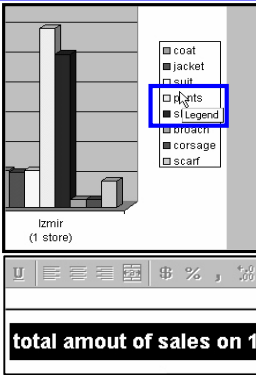 coat
jacket
suit
pants
Legend
broach
corsage
scarf
Izmir
(1 store)
U
$ % ,
total amout of sales on 1